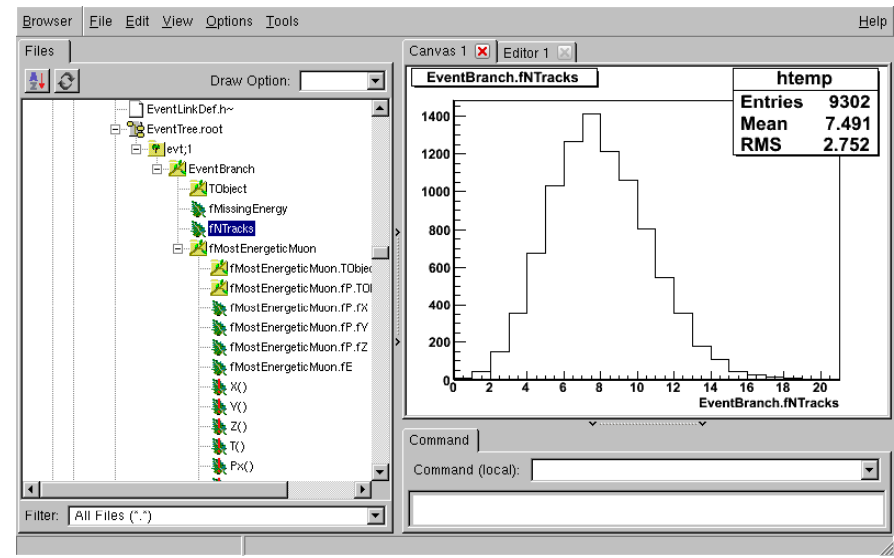 Browser File Edit View Options Tools Help
Files
Draw Option:
EventLinkDef.h~
EventTree.root
evt;1
EventBranch
TObject
fMissingEnergy
fNTracks
fMostEnergeticMuon
fMostEnergeticMuon.TObjec
fMostEnergeticMuon.fP.TOl
fMostEnergeticMuon.fP.fX
fMostEnergeticMuon.fP.fY
fMostEnergeticMuon.fP.fZ
fMostEnergeticMuon.fE
X()
Y()
Z()
T()
Px()
Filter: All Files (*.*)
Canvas 1 Editor 1
EventBranch.fNTracks
htemp
Entries 9302
Mean 7.491
RMS 2.752
1400
1200
1000
800
600
400
200
0
0 2 4 6 8 10 12 14 16 18 20
EventBranch.fNTracks
Command
Command (local):